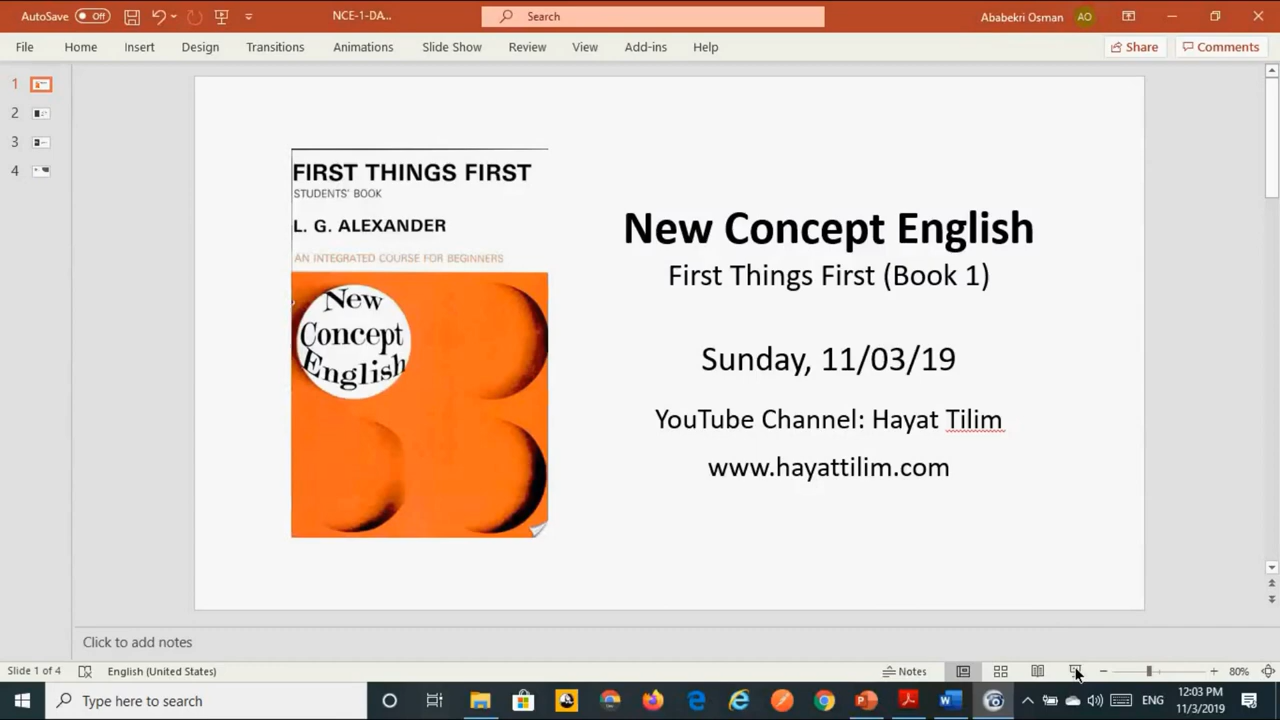 AutoSave Off NCE-1-DA... Search Ababekri Osman AO
File Home Insert Design Transitions Animations Slide Show Review View Add-ins Help Share Comments
1
2
3
4
FIRST THINGS FIRST
STUDENTS' BOOK
L. G. ALEXANDER
AN INTEGRATED COURSE FOR BEGINNERS
New
Concept
English
New Concept English
First Things First (Book 1)
Sunday, 11/03/19
YouTube Channel: Hayat Tilim
www.hayattilim.com
Click to add notes
Slide 1 of 4 English (United States) Notes 80%
Type here to search ENG 12:03 PM
11/3/2019